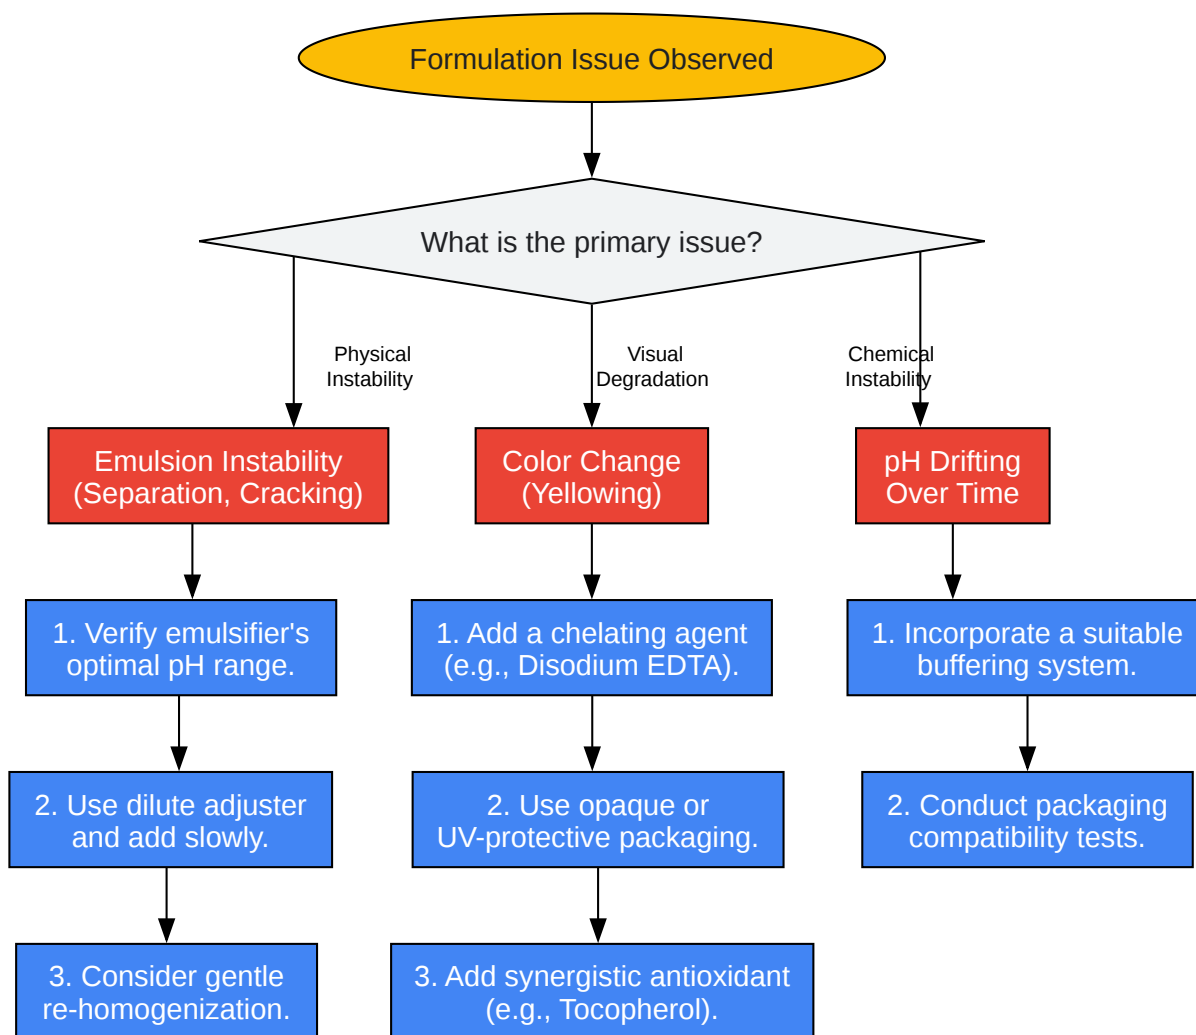 Formulation Issue Observed
What is the primary issue?
Physical
Instability
Visual
Degradation
Chemical
Instability
Emulsion Instability
(Separation, Cracking)
Color Change
(Yellowing)
pH Drifting
Over Time
1. Verify emulsifier's
optimal pH range.
1. Add a chelating agent
(e.g., Disodium EDTA).
1. Incorporate a suitable
buffering system.
2. Use dilute adjuster
and add slowly.
2. Use opaque or
UV-protective packaging.
2. Conduct packaging
compatibility tests.
3. Consider gentle
re-homogenization.
3. Add synergistic antioxidant
(e.g., Tocopherol).